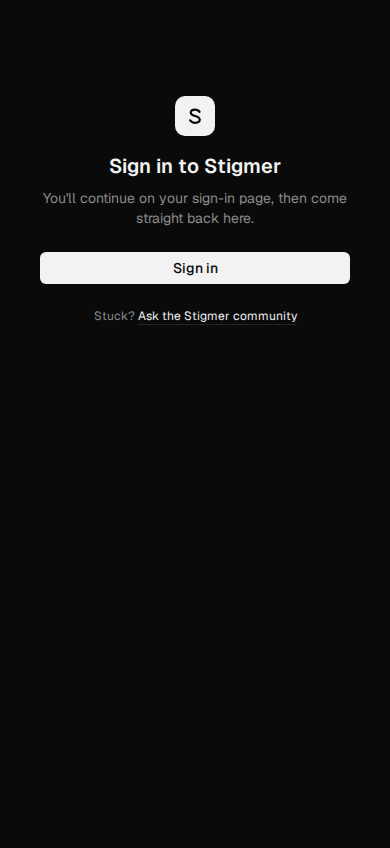 S
Sign in to Stigmer
You'll continue on your sign-in page, then come
straight back here.
Sign in
Stuck? Ask the Stigmer community